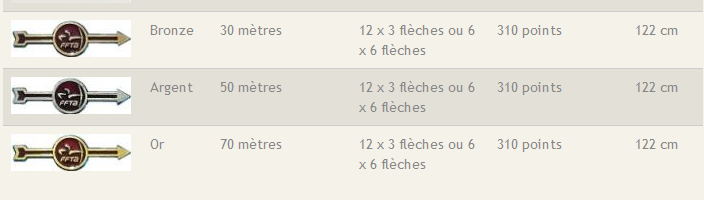 Bronze 30 mètres 12 x 3 flèches ou 6 310 points 122 cm
x 6 flèches
FFTA
Argent 50 mètres 12 x 3 flèches ou 6 310 points 122 cm
x 6 flèches
FFTA
Or 70 mètres 12 x 3 flèches ou 6 310 points 122 cm
x 6 flèches
FFTA